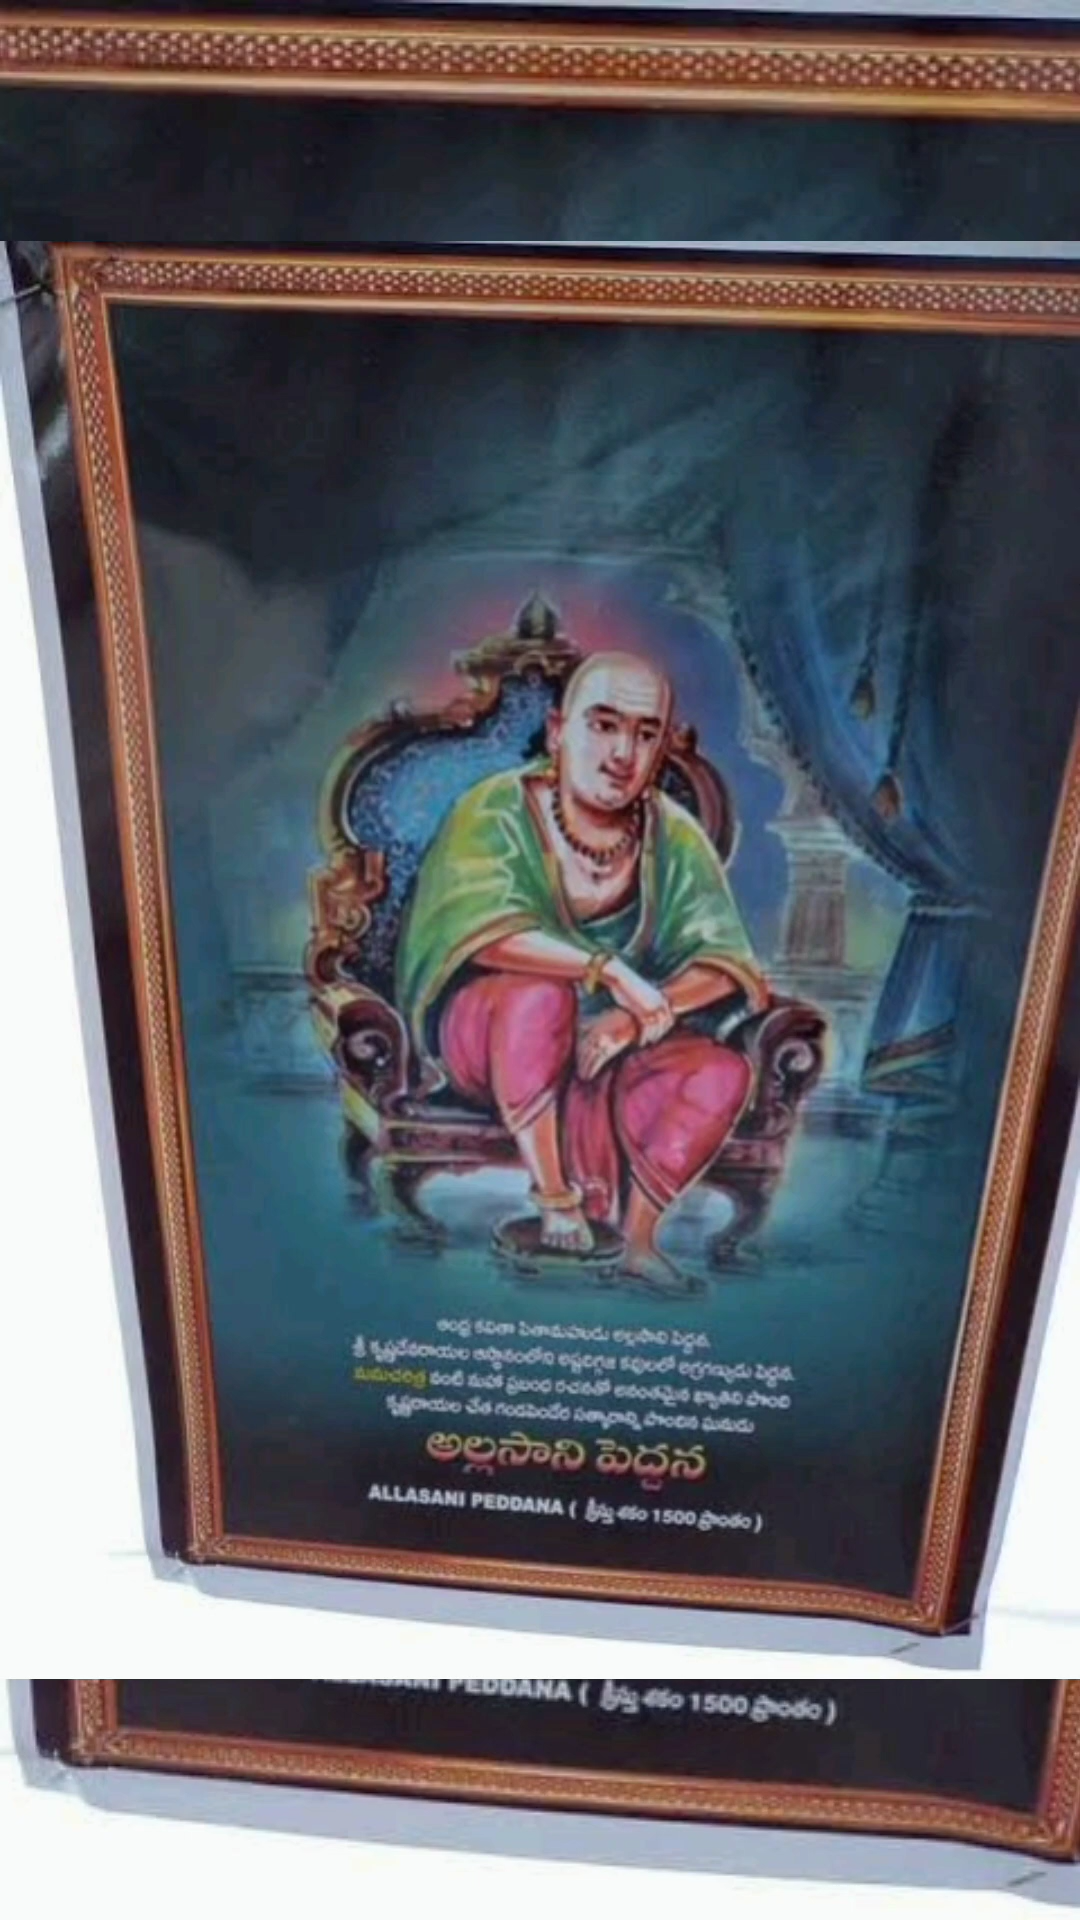 ఆంధ్ర కవితా పితామహుడు అల్లసాని పెద్దన.
శ్రీ కృష్ణదేవరాయల ఆస్థానంలోని అష్టదిగ్గజ కవులలో అగ్రగణ్యుడు పెద్దన.
మనుచరిత్ర వంటి మహా ప్రబంధ రచనతో అనంతమైన ఖ్యాతిని పొంది
కృష్ణరాయల చేత గండపెండేర సత్కారాన్ని పొందిన ఘనుడు
అల్లసాని పెద్దన
ALLASANI PEDDANA ( క్రీస్తు శకం 1500 ప్రాంతం )
ALLASANI PEDDANA ( క్రీస్తు శకం 1500 ప్రాంతం )